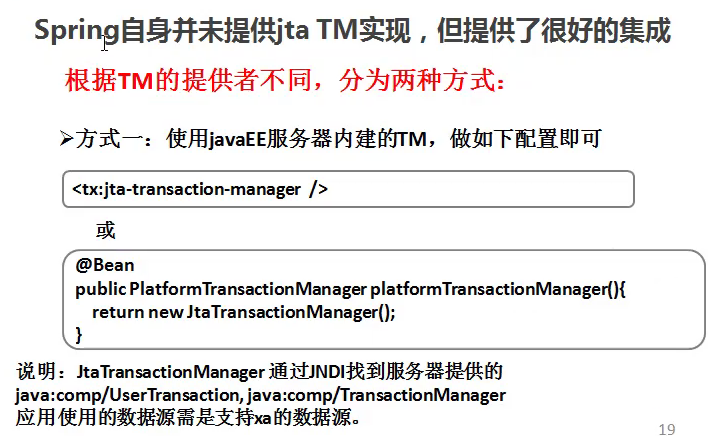 Spring自身并未提供jta TM实现，但提供了很好的集成
根据TM的提供者不同，分为两种方式：
➢方式一：使用javaEE服务器内建的TM，做如下配置即可
<tx:jta-transaction-manager />
或
@Bean
public PlatformTransactionManager platformTransactionManager(){
return new JtaTransactionManager();
}
说明：JtaTransactionManager 通过JNDI找到服务器提供的
java:comp/UserTransaction, java:comp/TransactionManager
应用使用的数据源需是支持xa的数据源。
19